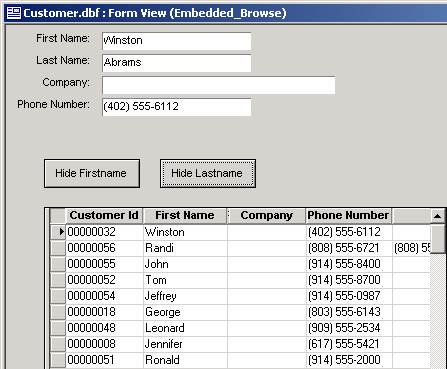 Customer.dbf : Form View (Embedded_Browse)
First Name: Winston
Last Name: Abrams
Company:
Phone Number: (402) 555-6112
Hide Firstname Hide Lastname
Customer Id First Name Company Phone Number
00000032 Winston (402) 555-6112
00000056 Randi (808) 555-6721 (808) 55
00000055 John (914) 555-8400
00000052 Tom (914) 555-8700
00000054 Jeffrey (914) 555-0987
00000018 George (803) 555-6143
00000048 Leonard (909) 555-2534
00000008 Jennifer (617) 555-5421
00000051 Ronald (914) 555-2000